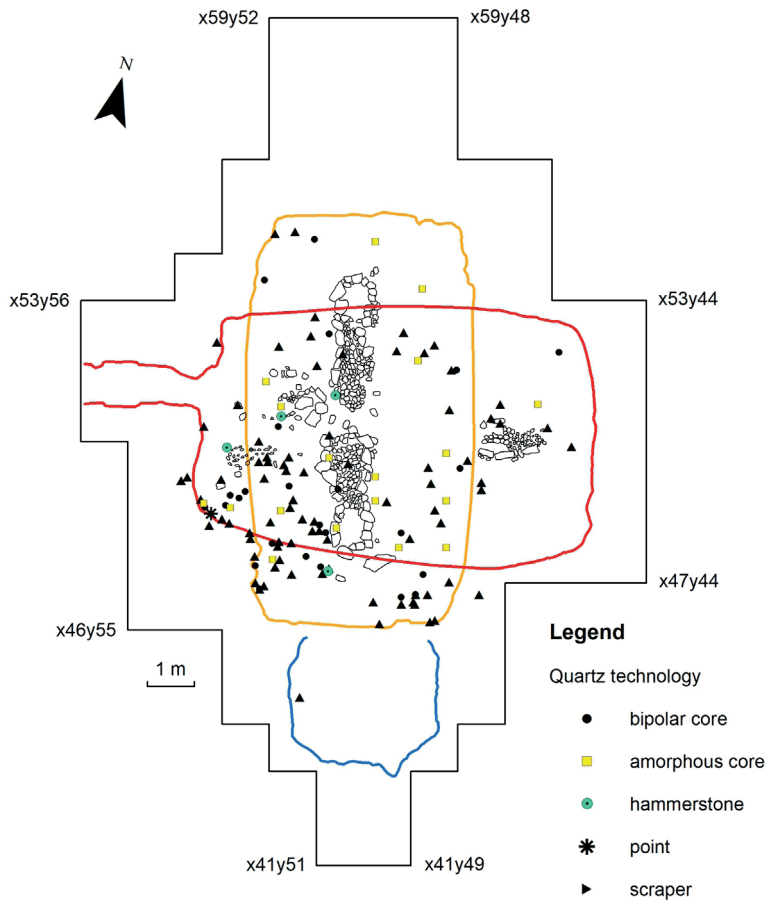 x59y52
x59y48
N
x53y56
x53y44
x47y44
x46y55
1 m
Legend
Quartz technology
bipolar core
amorphous core
hammerstone
point
scraper
x41y51
x41y49